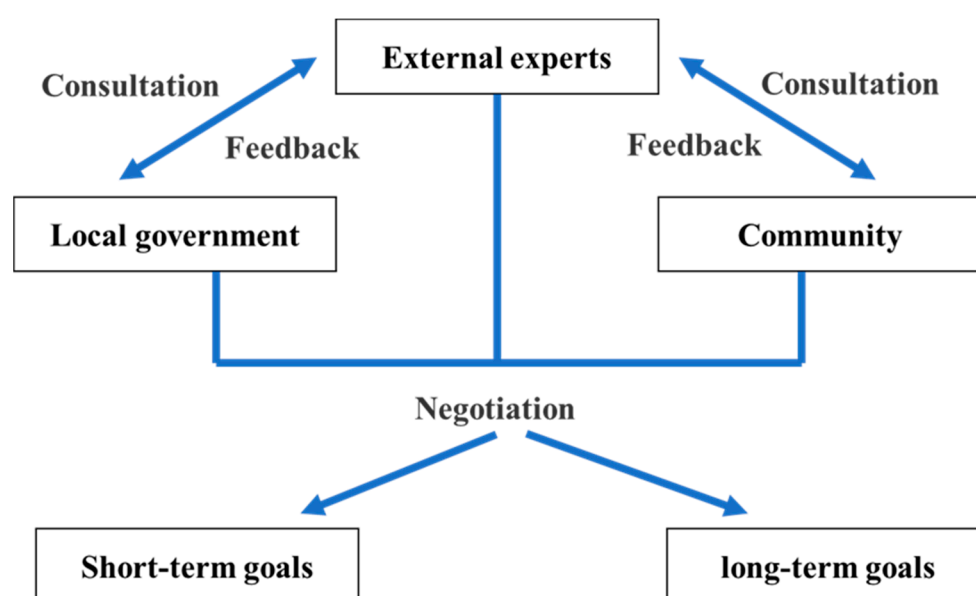 External experts
Consultation
Consultation
Feedback
Feedback
Local government
Community
Negotiation
Short-term goals
long-term goals